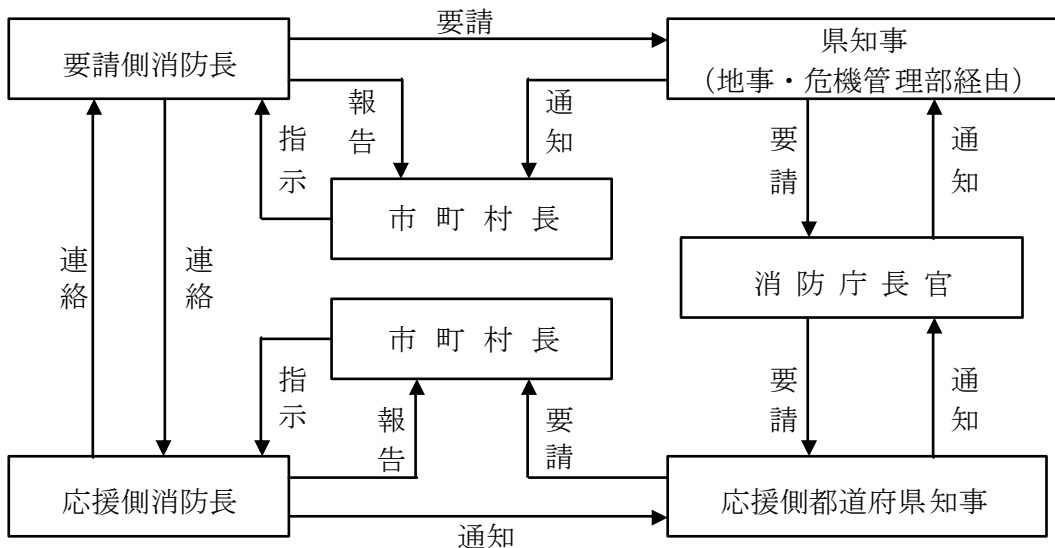 要請
要請側消防長
県知事
（地事・危機管理部経由）
報告
通知
指示
要請
通知
市町村長
連絡
連絡
消防庁長官
市町村長
指示
報告
要請
要請
通知
応援側消防長
応援側都道府県知事
通知